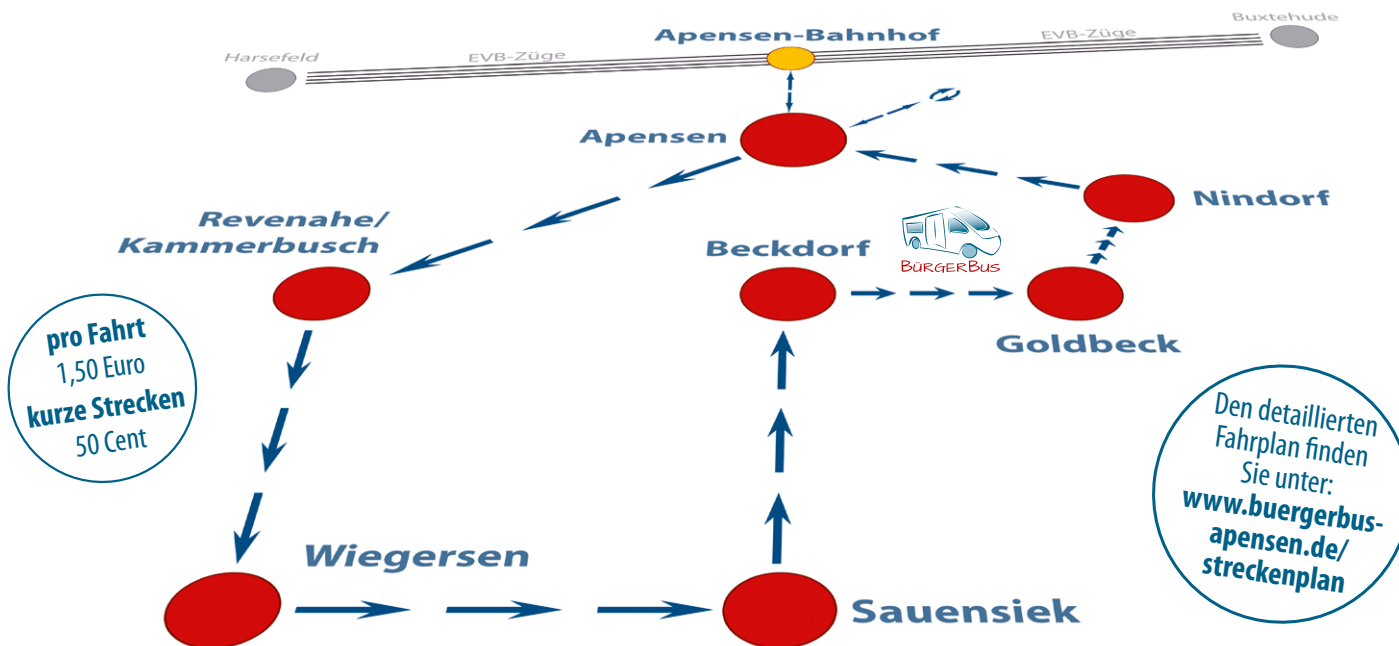 Buxtehude
EVB-Züge
Apensen-Bahnhof
Harsefeld
EVB-Züge
Apensen
Nindorf
Revenahe/
Kammerbusch
Beckdorf
BÜRGERBUS
Goldbeck
pro Fahrt
1,50 Euro
kurze Strecken
50 Cent
Den detaillierten
Fahrplan finden
Sie unter:
www.buergerbus-
apensen.de/
streckenplan
Wiegersen
Sauensiek